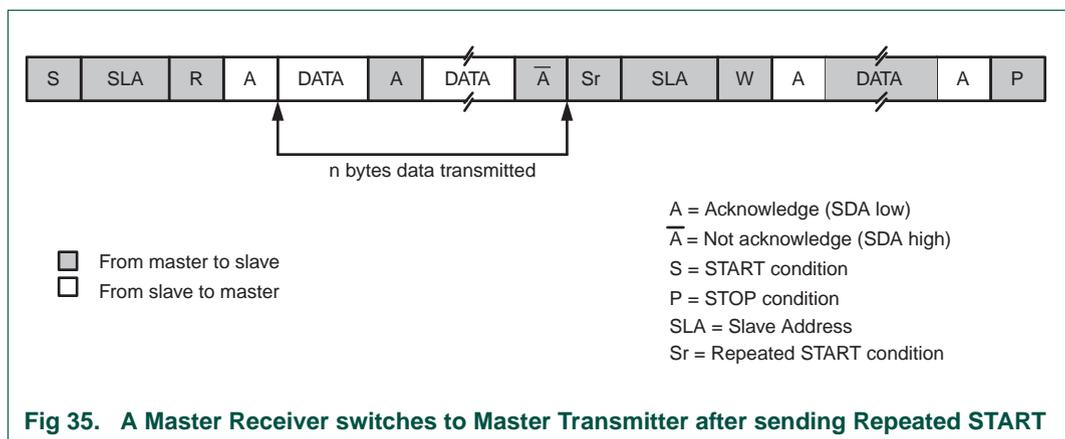 S SLA R A DATA A DATA A̅ Sr SLA W A DATA A P
n bytes data transmitted
From master to slave
From slave to master
A = Acknowledge (SDA low)
A̅ = Not acknowledge (SDA high)
S = START condition
P = STOP condition
SLA = Slave Address
Sr = Repeated START condition
Fig 35. A Master Receiver switches to Master Transmitter after sending Repeated START